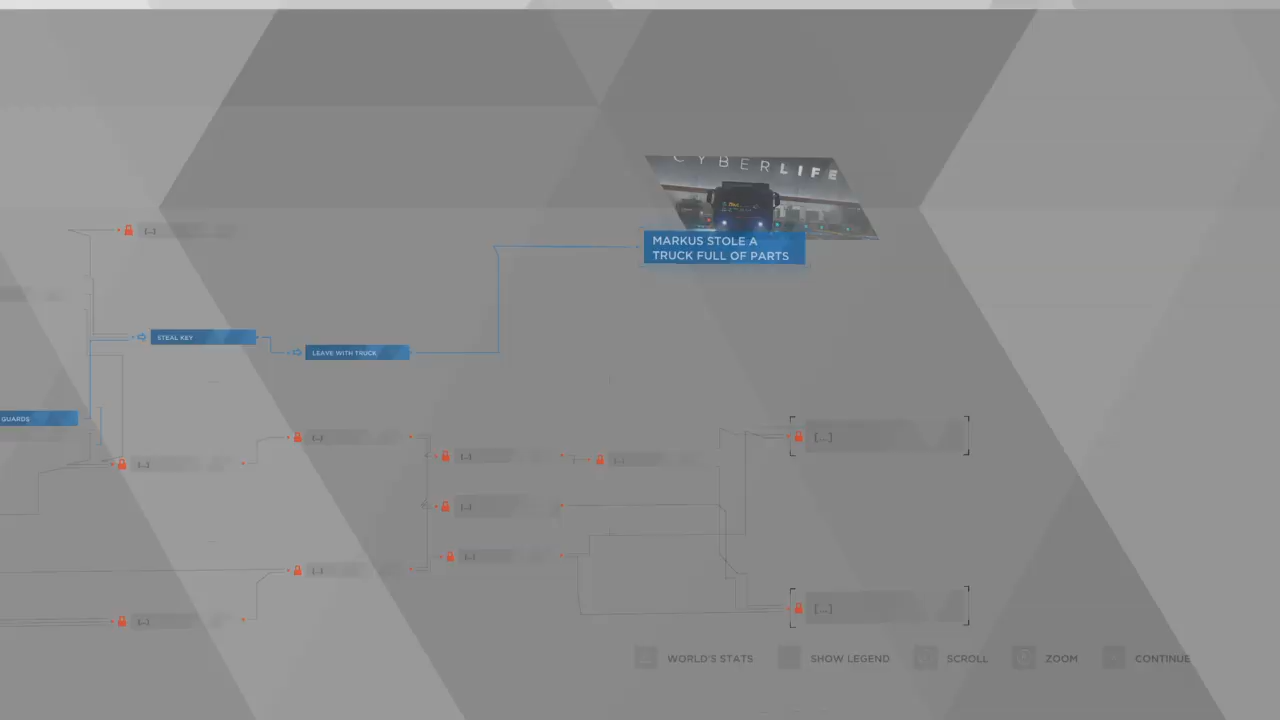 CYBERLIFE
MARKUS STOLE A
TRUCK FULL OF PARTS
[...]
STEAL KEY
LEAVE WITH TRUCK
GUARDS
[...]
[...]
[...]
[...]
[...]
[...]
[...]
[...]
[...]
[...]
WORLD'S STATS
SHOW LEGEND
SCROLL
ZOOM
CONTINUE